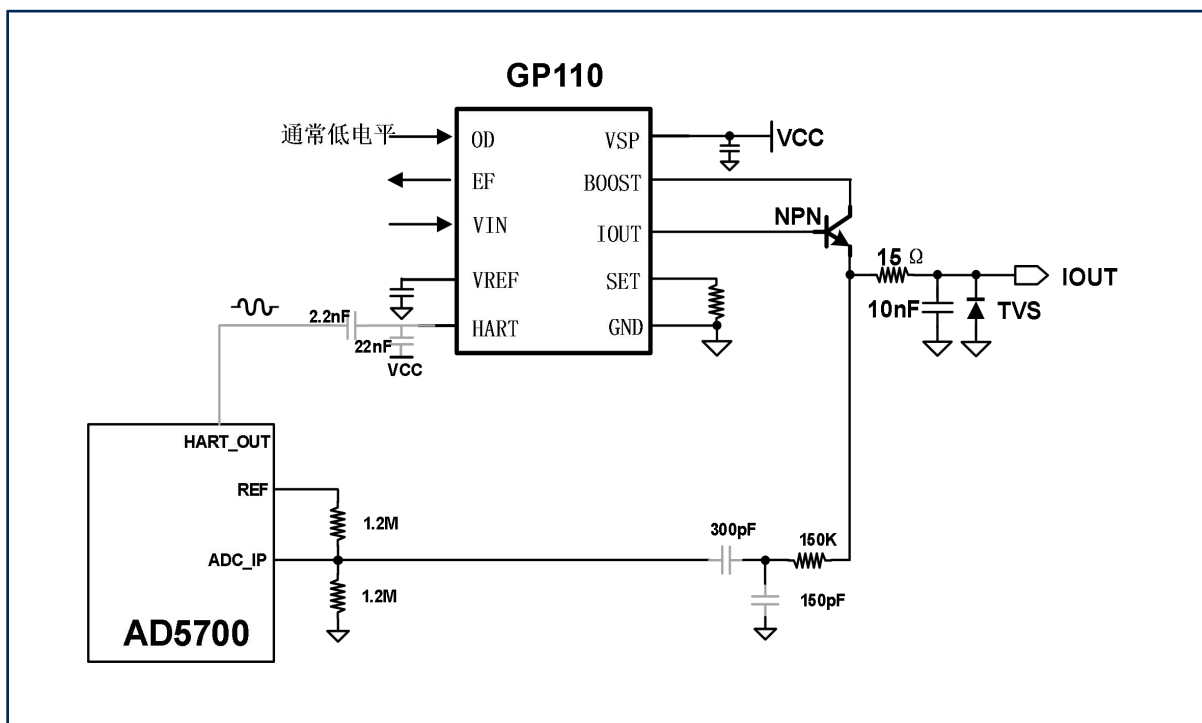 GP110
通常低电平
OD
VSP
VCC
EF
BOOST
NPN
VIN
IOUT
15 Ω
IOUT
VREF
SET
10nF
TVS
2.2nF
HART
GND
22nF
VCC
HART_OUT
REF
1.2M
300pF
150K
ADC_IP
1.2M
150pF
AD5700